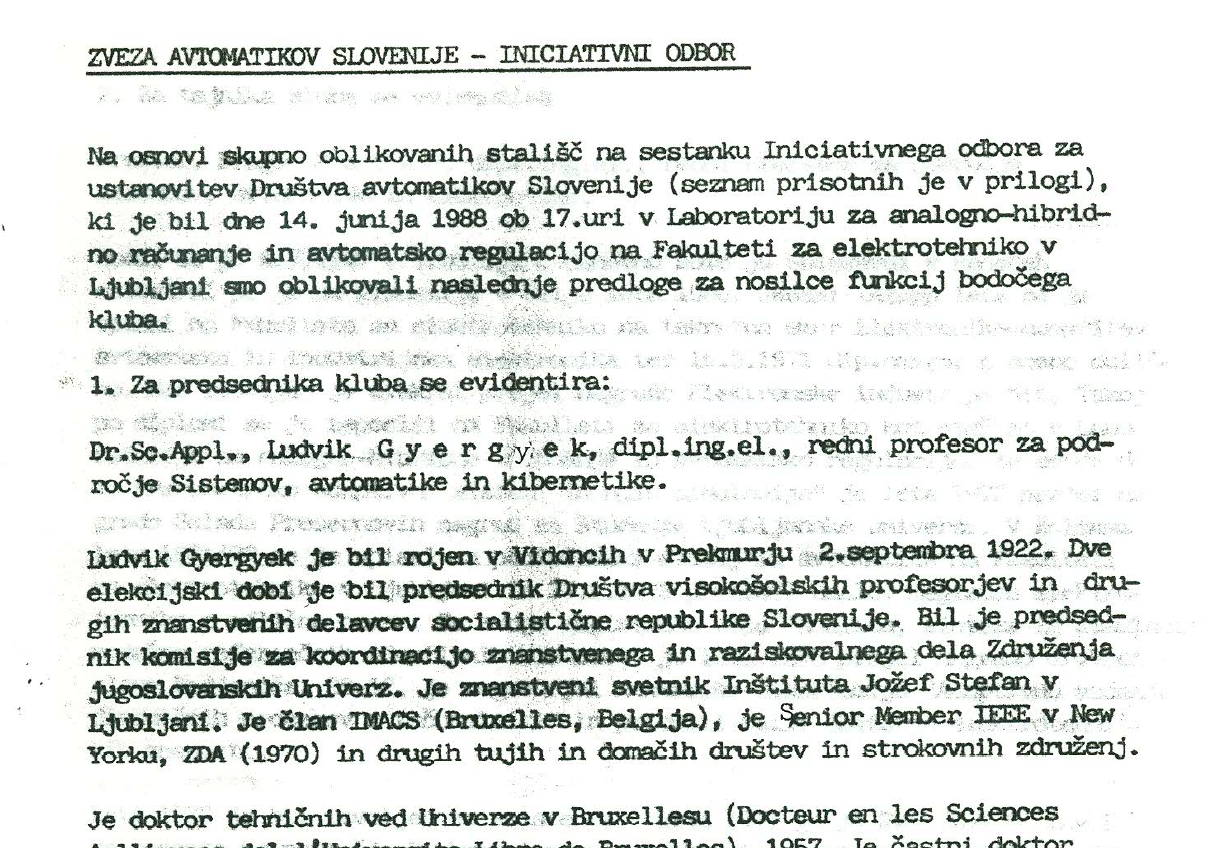 ZVEZA AVTOMATIKOV SLOVENIJE - INICIATIVNI ODBOR
Na osnovi skupno oblikovanih stališč na sestanku Iniciativnega odbora za
ustanovitev Društva avtomatikov Slovenije (seznam prisotnih je v prilogi),
ki je bil dne 14. junija 1988 ob 17.uri v Laboratoriju za analogno-hibrid-
no računanje in avtomatsko regulacijo na Fakulteti za elektrotehniko v
Ljubljani smo oblikovali naslednje predloge za nosilce funkcij bodočega
kluba.
1. Za predsednika kluba se evidentira:
Dr.Sc.Appl., Ludvik G y e r g y e k, dipl.ing.el., redni profesor za pod-
ročje Sistemov, avtomatike in kibernetike.
Ludvik Gyergyek je bil rojen v Vidoncih v Prekmurju 2.septembra 1922. Dve
elekcijski dobi je bil predsednik Društva visokošolskih profesorjev in dru-
gih znanstvenih delavcev socialistične republike Slovenije. Bil je predsed-
nik komisije za koordinacijo znanstvenega in raziskovalnega dela Združenja
jugoslovanskih Univerz. Je znanstveni svetnik Inštituta Jožef Stefan v
Ljubljani. Je član IMACS (Bruxelles, Belgija), je Senior Member IEEE v New
Yorku, ZDA (1970) in drugih tujih in domačih društev in strokovnih združenj.
Je doktor tehničnih ved Univerze v Bruxellesu (Docteur en les Sciences
de Bruxelles), 1957. Je častni doktor